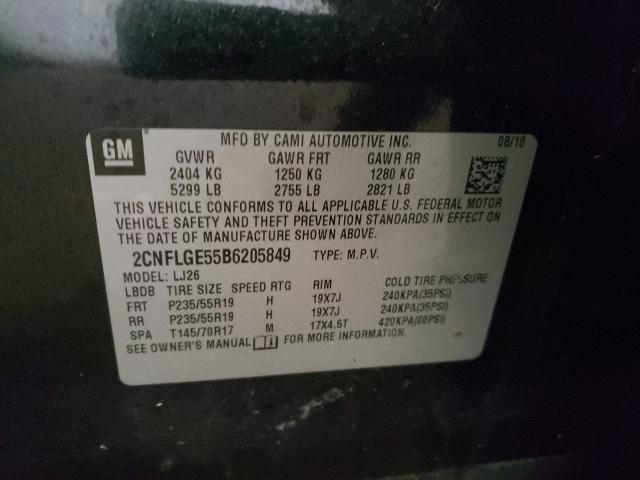 GM MFD BY CAMI AUTOMOTIVE INC. 08/10
GVWR GAWR FRT GAWR RR
2404 KG 1250 KG 1280 KG
5299 LB 2755 LB 2821 LB
THIS VEHICLE CONFORMS TO ALL APPLICABLE U.S. FEDERAL MOTOR
VEHICLE SAFETY AND THEFT PREVENTION STANDARDS IN EFFECT ON
THE DATE OF MANUFACTURE SHOWN ABOVE.
2CNFLGE55B6205849 TYPE: M.P.V.
MODEL: LJ26
LBDB TIRE SIZE SPEED RTG RIM COLD TIRE PRESSURE
FRT P235/55R19 H 19X7J 240KPA(35PSI)
RR P235/55R19 H 19X7J 240KPA(35PSI)
SPA T145/70R17 M 17X4.5T 420KPA(60PSI)
SEE OWNER'S MANUAL FOR MORE INFORMATION.